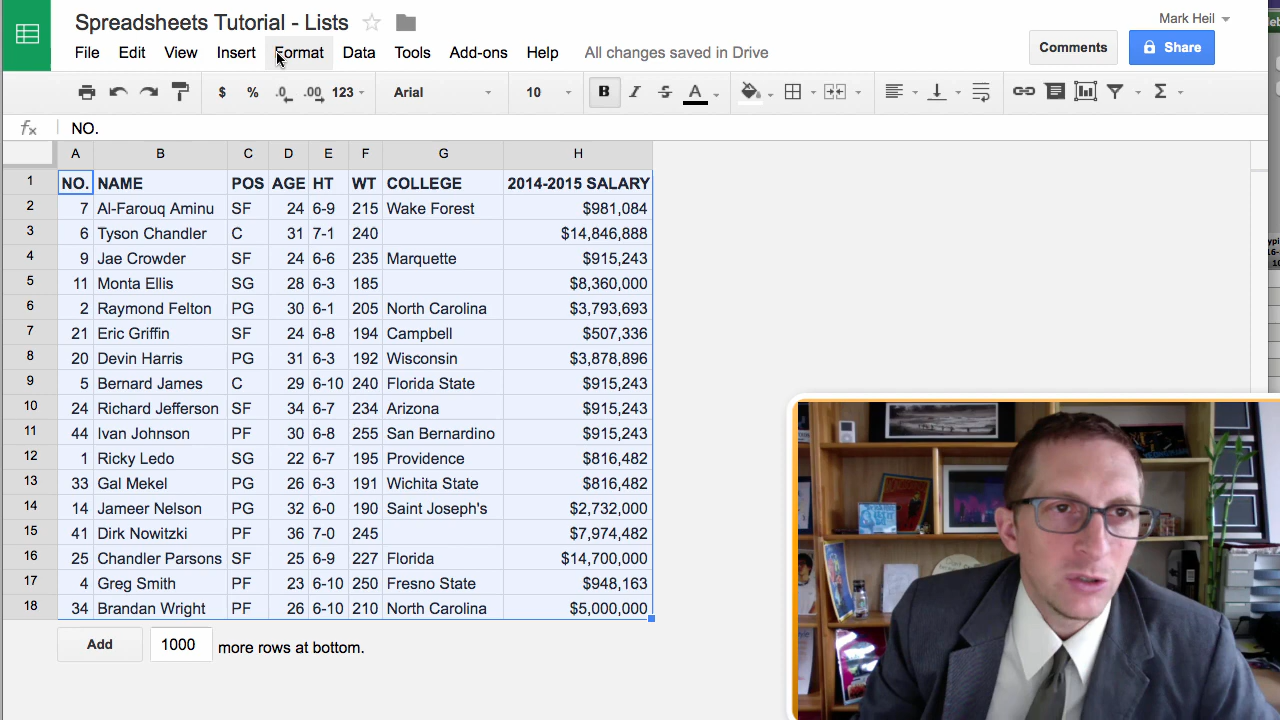 Spreadsheets Tutorial - Lists
Mark Heil
File Edit View Insert Format Data Tools Add-ons Help All changes saved in Drive
Comments Share
$ % .0 .00 123 Arial 10 B I S A Σ
fx NO.
A B C D E F G H
1 NO. NAME POS AGE HT WT COLLEGE 2014-2015 SALARY
2 7 Al-Farouq Aminu SF 24 6-9 215 Wake Forest $981,084
3 6 Tyson Chandler C 31 7-1 240 $14,846,888
4 9 Jae Crowder SF 24 6-6 235 Marquette $915,243
5 11 Monta Ellis SG 28 6-3 185 $8,360,000
6 2 Raymond Felton PG 30 6-1 205 North Carolina $3,793,693
7 21 Eric Griffin SF 24 6-8 194 Campbell $507,336
8 20 Devin Harris PG 31 6-3 192 Wisconsin $3,878,896
9 5 Bernard James C 29 6-10 240 Florida State $915,243
10 24 Richard Jefferson SF 34 6-7 234 Arizona $915,243
11 44 Ivan Johnson PF 30 6-8 255 San Bernardino $915,243
12 1 Ricky Ledo SG 22 6-7 195 Providence $816,482
13 33 Gal Mekel PG 26 6-3 191 Wichita State $816,482
14 14 Jameer Nelson PG 32 6-0 190 Saint Joseph's $2,732,000
15 41 Dirk Nowitzki PF 36 7-0 245 $7,974,482
16 25 Chandler Parsons SF 25 6-9 227 Florida $14,700,000
17 4 Greg Smith PF 23 6-10 250 Fresno State $948,163
18 34 Brandan Wright PF 26 6-10 210 North Carolina $5,000,000
Add 1000 more rows at bottom.